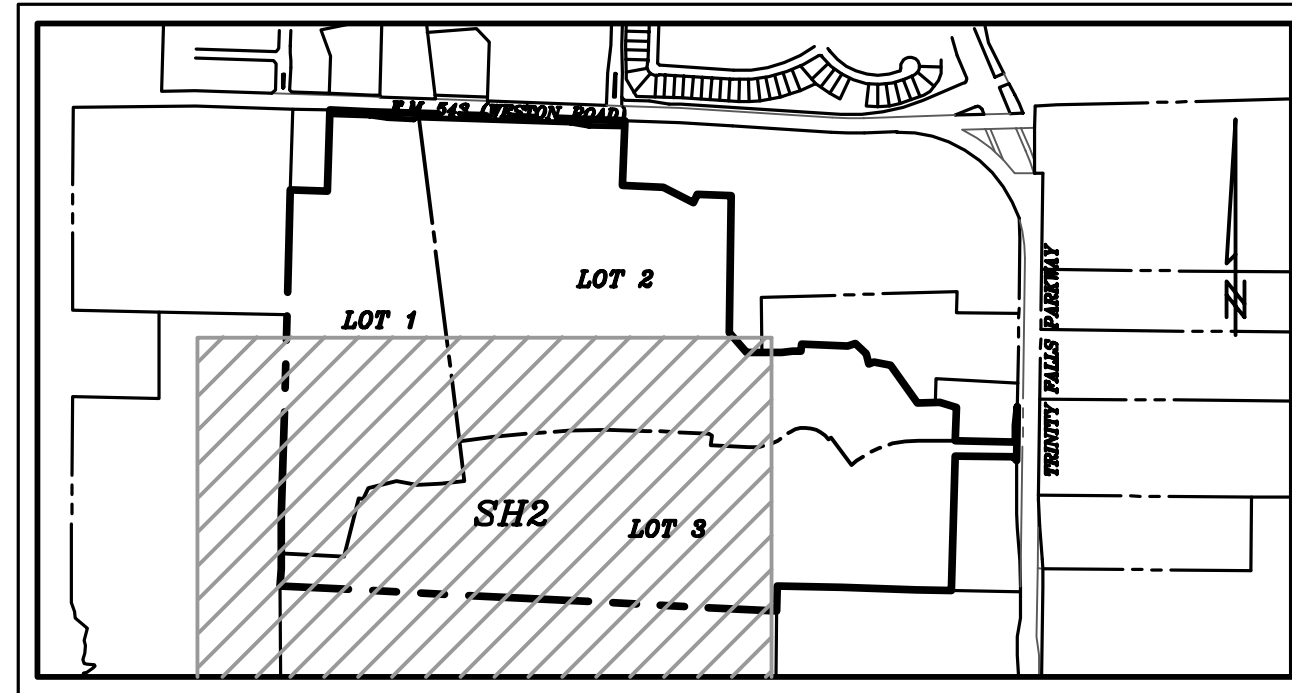 F.M. 543 (WESTON ROAD)
LOT 2
LOT 1
TRINITY FALLS PARKWAY
N
SH2
LOT 3